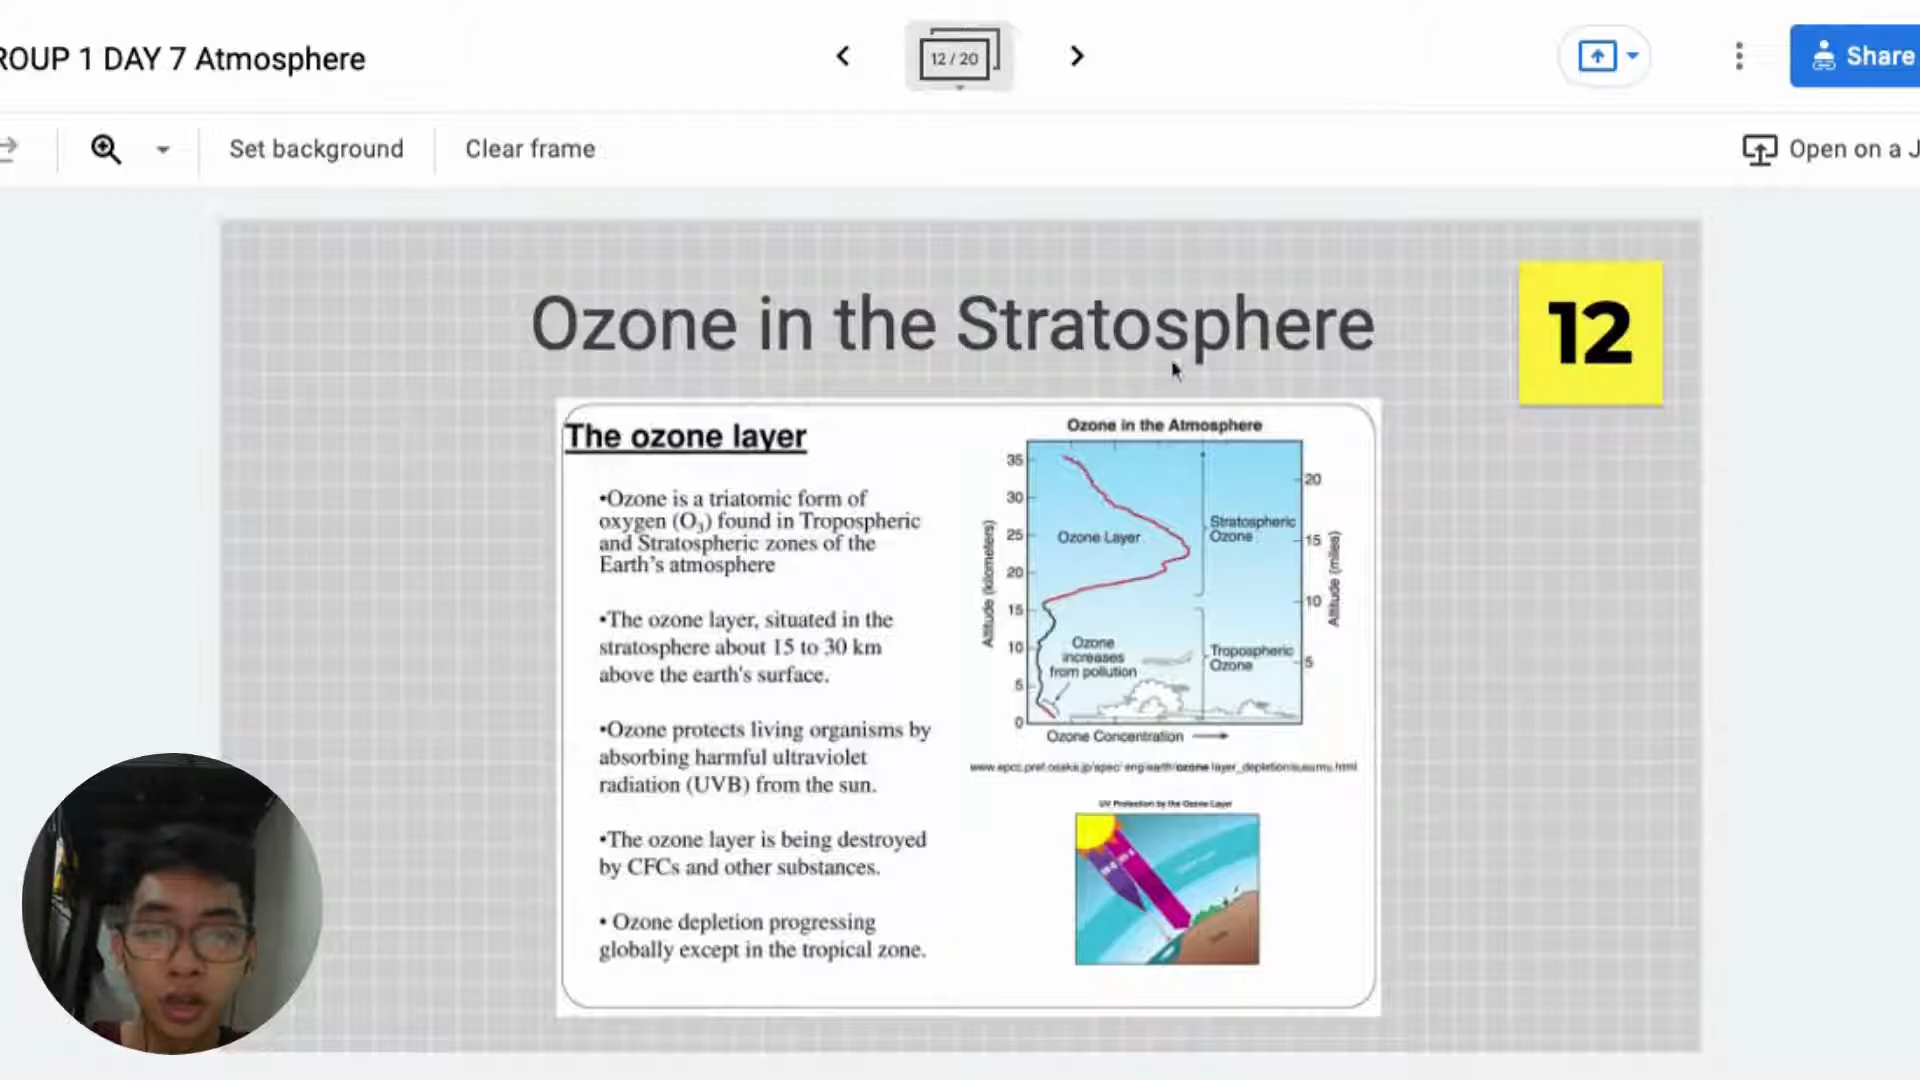 ROUP 1 DAY 7 Atmosphere
12 / 20
Share
Set background
Clear frame
Open on a J
Ozone in the Stratosphere
12
The ozone layer
•Ozone is a triatomic form of
oxygen (O3) found in Tropospheric
and Stratospheric zones of the
Earth's atmosphere
•The ozone layer, situated in the
stratosphere about 15 to 30 km
above the earth's surface.
•Ozone protects living organisms by
absorbing harmful ultraviolet
radiation (UVB) from the sun.
•The ozone layer is being destroyed
by CFCs and other substances.
• Ozone depletion progressing
globally except in the tropical zone.
Ozone in the Atmosphere
35
30
25
20
15
10
5
0
Altitude (kilometers)
Ozone Layer
Stratospheric
Ozone
Ozone
increases
from pollution
Tropospheric
Ozone
20
15
10
5
Altitude (miles)
Ozone Concentration
UV Protection by the Ozone Layer